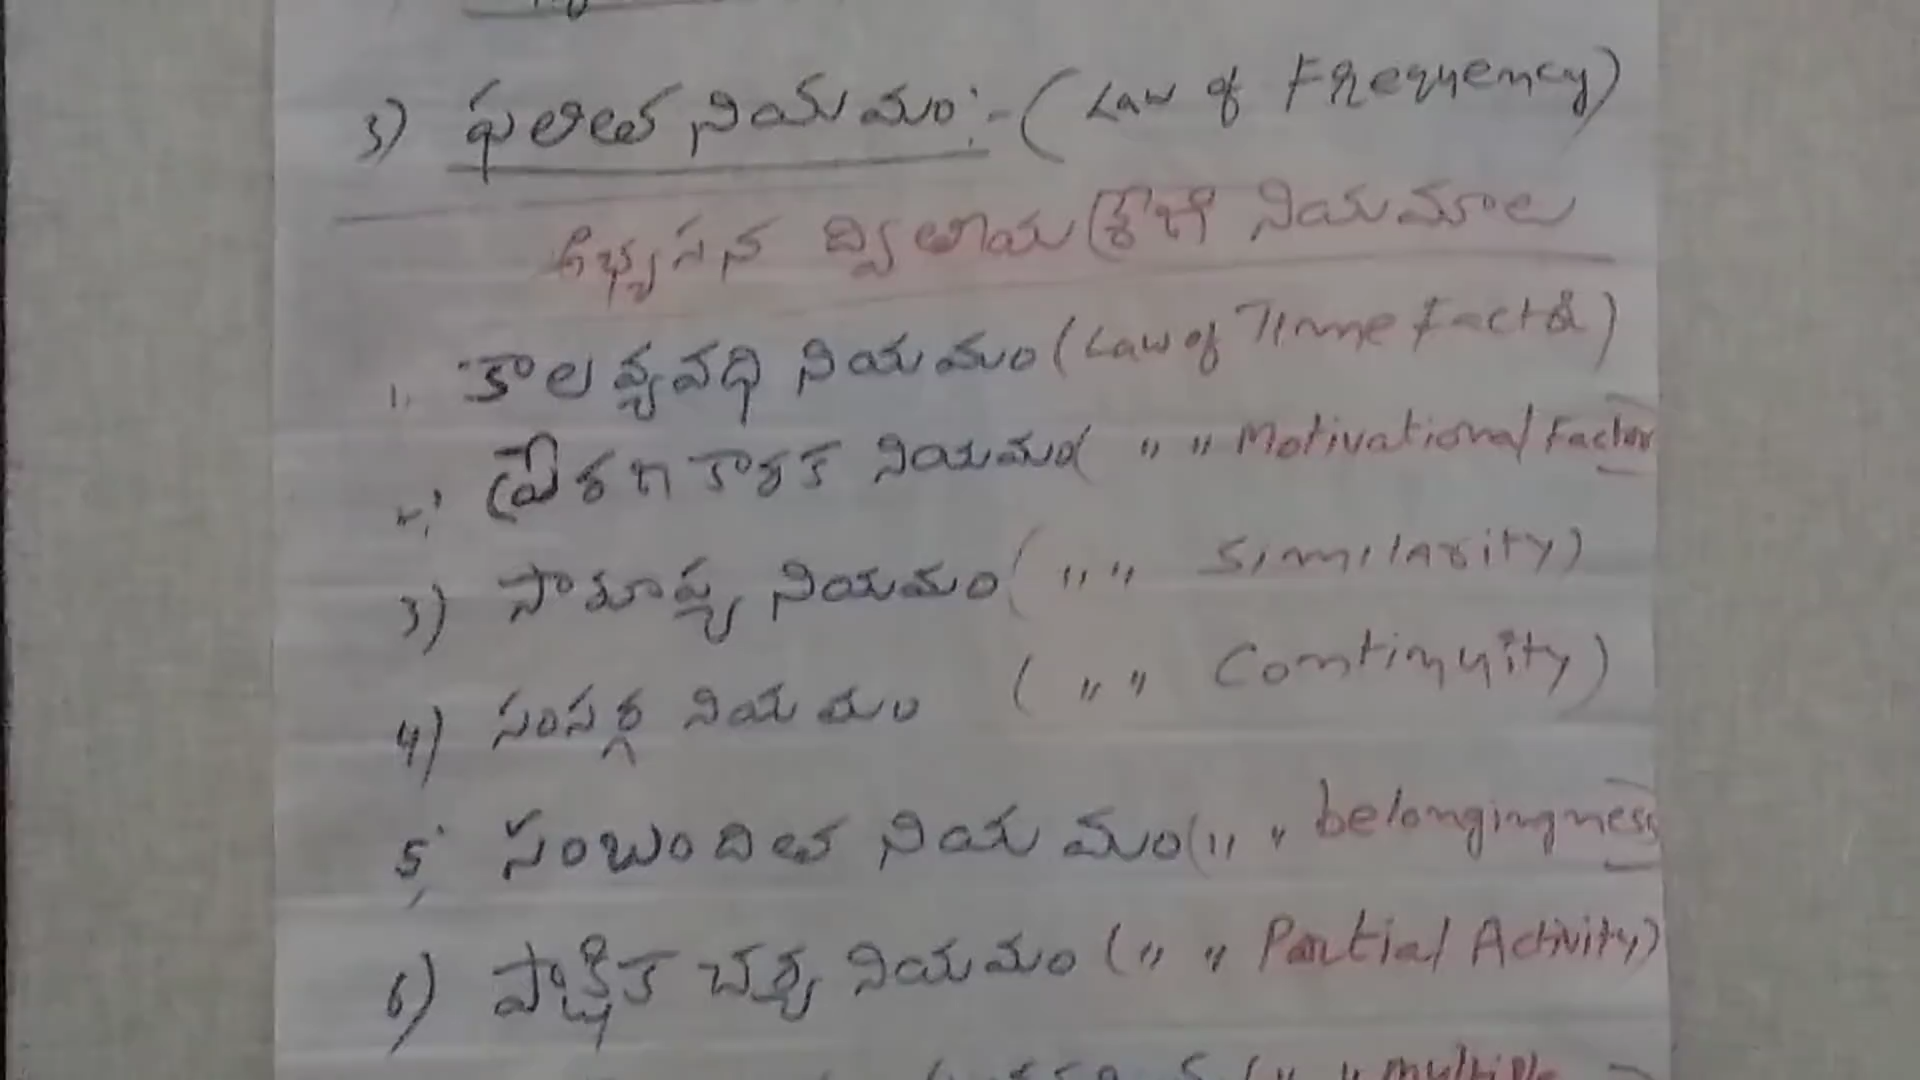 3) ఫలిత నియమం:- (Law of Frequency)
అభ్యసన ద్వితీయ శ్రేణి నియమాల
1. కాల వ్యవధి నియమం (Law of Time Factor)
2. ప్రేరణ కారక నియమం ( " " Motivational Factor
3) సామీప్య నియమం ( " " Similarity)
4) సంసర్గ నియమం ( " " Continuity)
5. సంబందిత నియమం ( " " belongingness
6) పాక్షిక చర్య నియమం ( " " Partial Activity)
( " " multiple